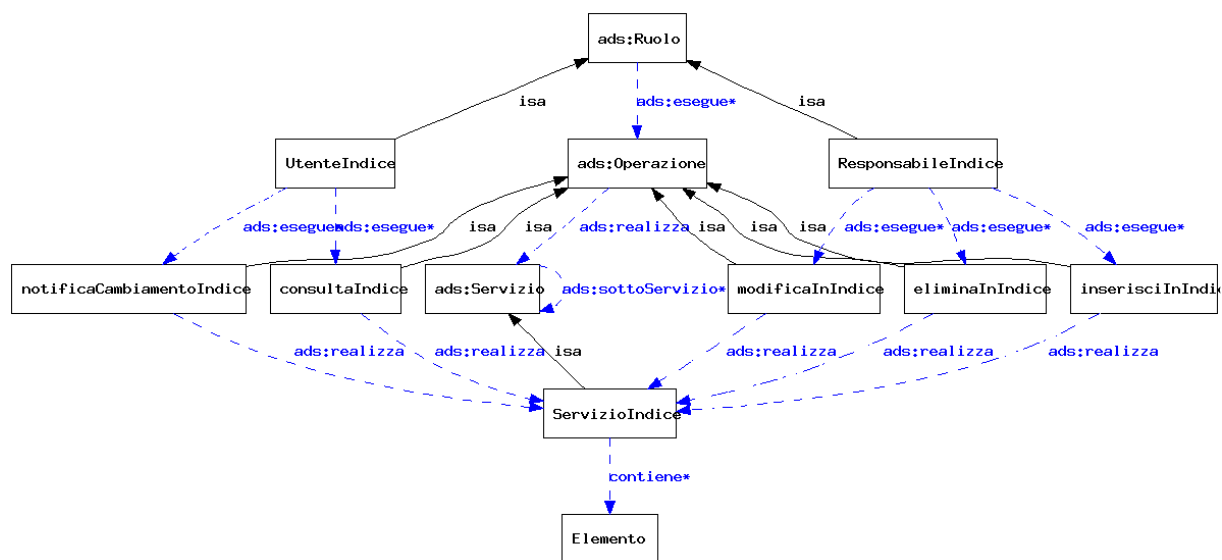 ads:Ruolo
isa
ads:esegue*
isa
UtenteIndice
ads:Operazione
ResponsabileIndice
ads:esegue*
ads:esegue*
isa
isa
ads:realizza
isa
isa
isa
ads:esegue*
ads:esegue*
ads:esegue*
notificaCambiamentoIndice
consultaIndice
ads:Servizio
ads:sottoServizio*
modificaInIndice
eliminaInIndice
inserisciInIndic
ads:realizza
ads:realizza
isa
ads:realizza
ads:realizza
ads:realizza
ServizioIndice
contiene*
Elemento